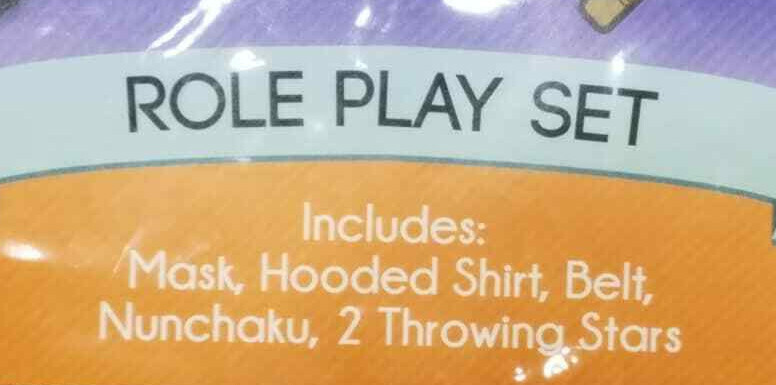 ROLE PLAY SET
Includes:
Mask, Hooded Shirt, Belt,
Nunchaku, 2 Throwing Stars